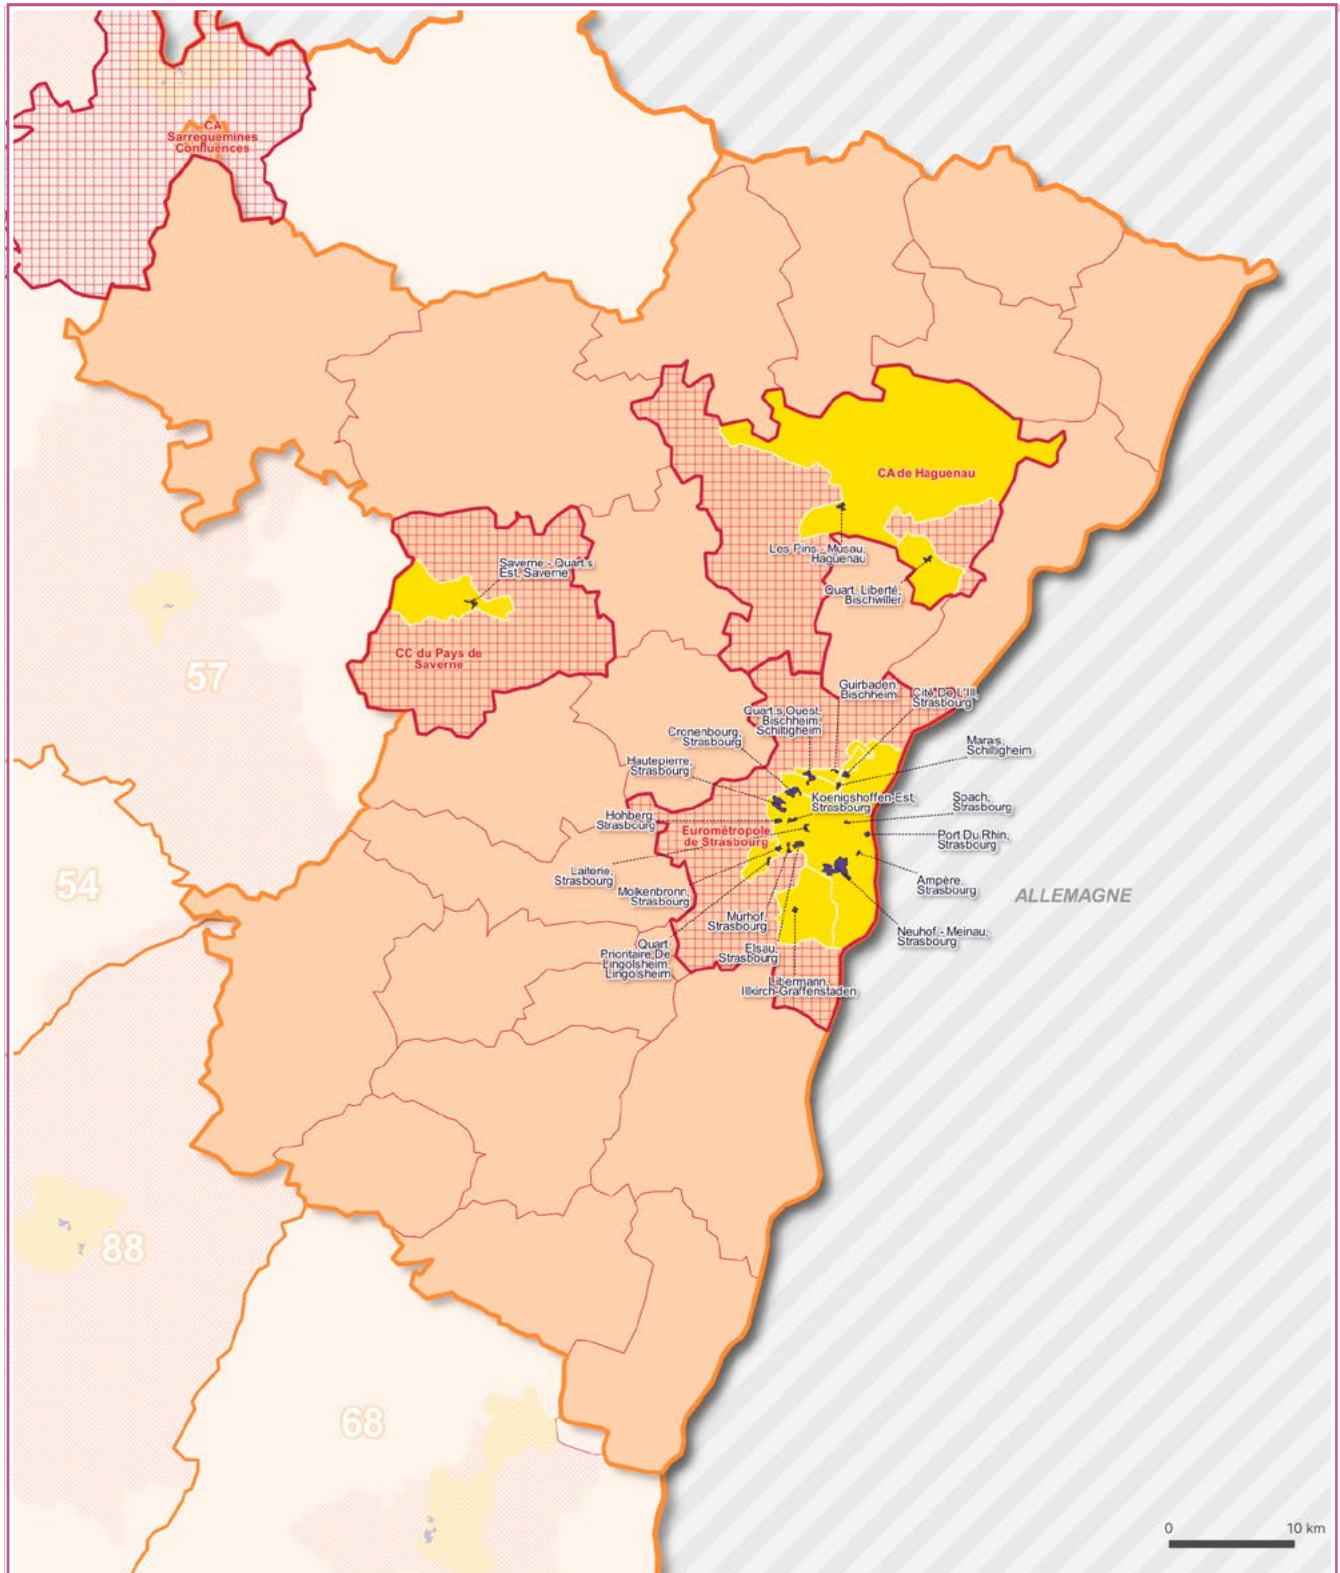 CA
Sarreguemines
Confluences
CA de Haguenau
Les Pins - Musau,
Haguenau
Quart. Liberté,
Bischwiller
Saverne - Quart.s
Est, Saverne
CC du Pays de
Saverne
57
Guirbaden,
Bischheim
Cité De L'Ill,
Strasbourg
Quart.s Ouest,
Bischheim,
Schiltigheim
Cronenbourg,
Strasbourg
Marais,
Schiltigheim
Hautepierre,
Strasbourg
Koenigshoffen-Est,
Strasbourg
Spach,
Strasbourg
Hohberg,
Strasbourg
Eurométropole
de Strasbourg
Port Du Rhin,
Strasbourg
Laiterie,
Strasbourg
Molkenbronn,
Strasbourg
Ampère,
Strasbourg
54
ALLEMAGNE
Murhof,
Strasbourg
Neuhof - Meinau,
Strasbourg
Quart.
Prioritaire De
Lingolsheim,
Lingolsheim
Elsau,
Strasbourg
Libermann,
Illkirch-Graffenstaden
88
68
0 10 km